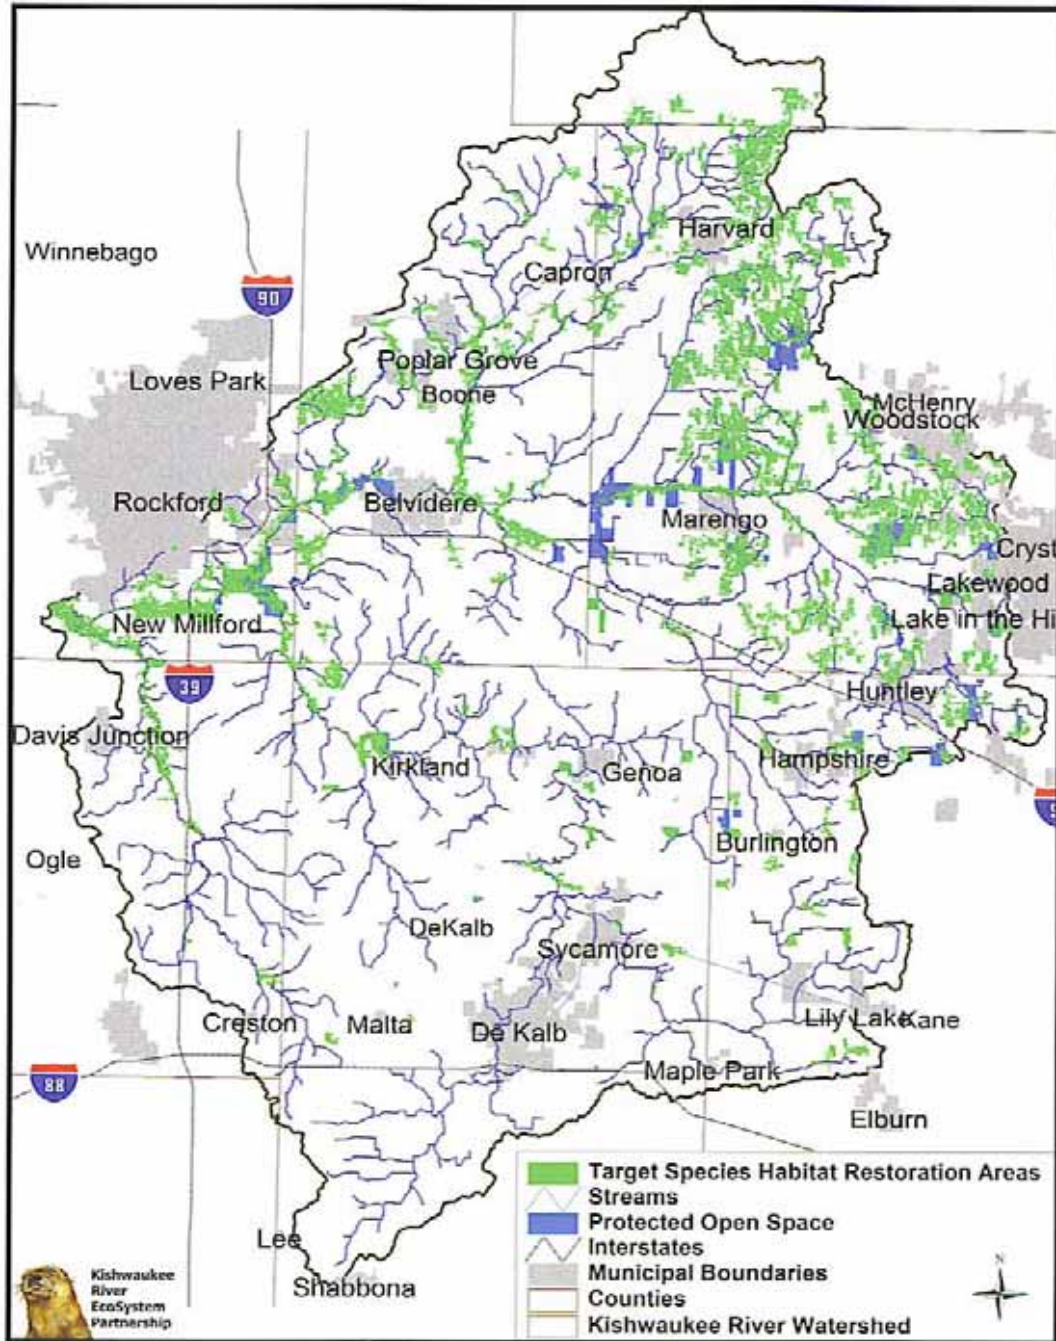 Harvard
Winnebago
Capron
90
Poplar Grove
Loves Park
Boone
McHenry
Woodstock
Rockford
Belvidere
Marengo
Cryst
Lakewood
New Millford
Lake in the Hi
39
Huntley
Davis Junction
Kirkland
Genoa
Hampshire
9
Burlington
Ogle
DeKalb
Sycamore
Creston
Malta
De Kalb
Lily Lake
Kane
88
Maple Park
Elburn
Lee
Shabbona
Target Species Habitat Restoration Areas
Streams
Protected Open Space
Interstates
Municipal Boundaries
Counties
Kishwaukee River Watershed
N
Kishwaukee
River
EcoSystem
Partnership